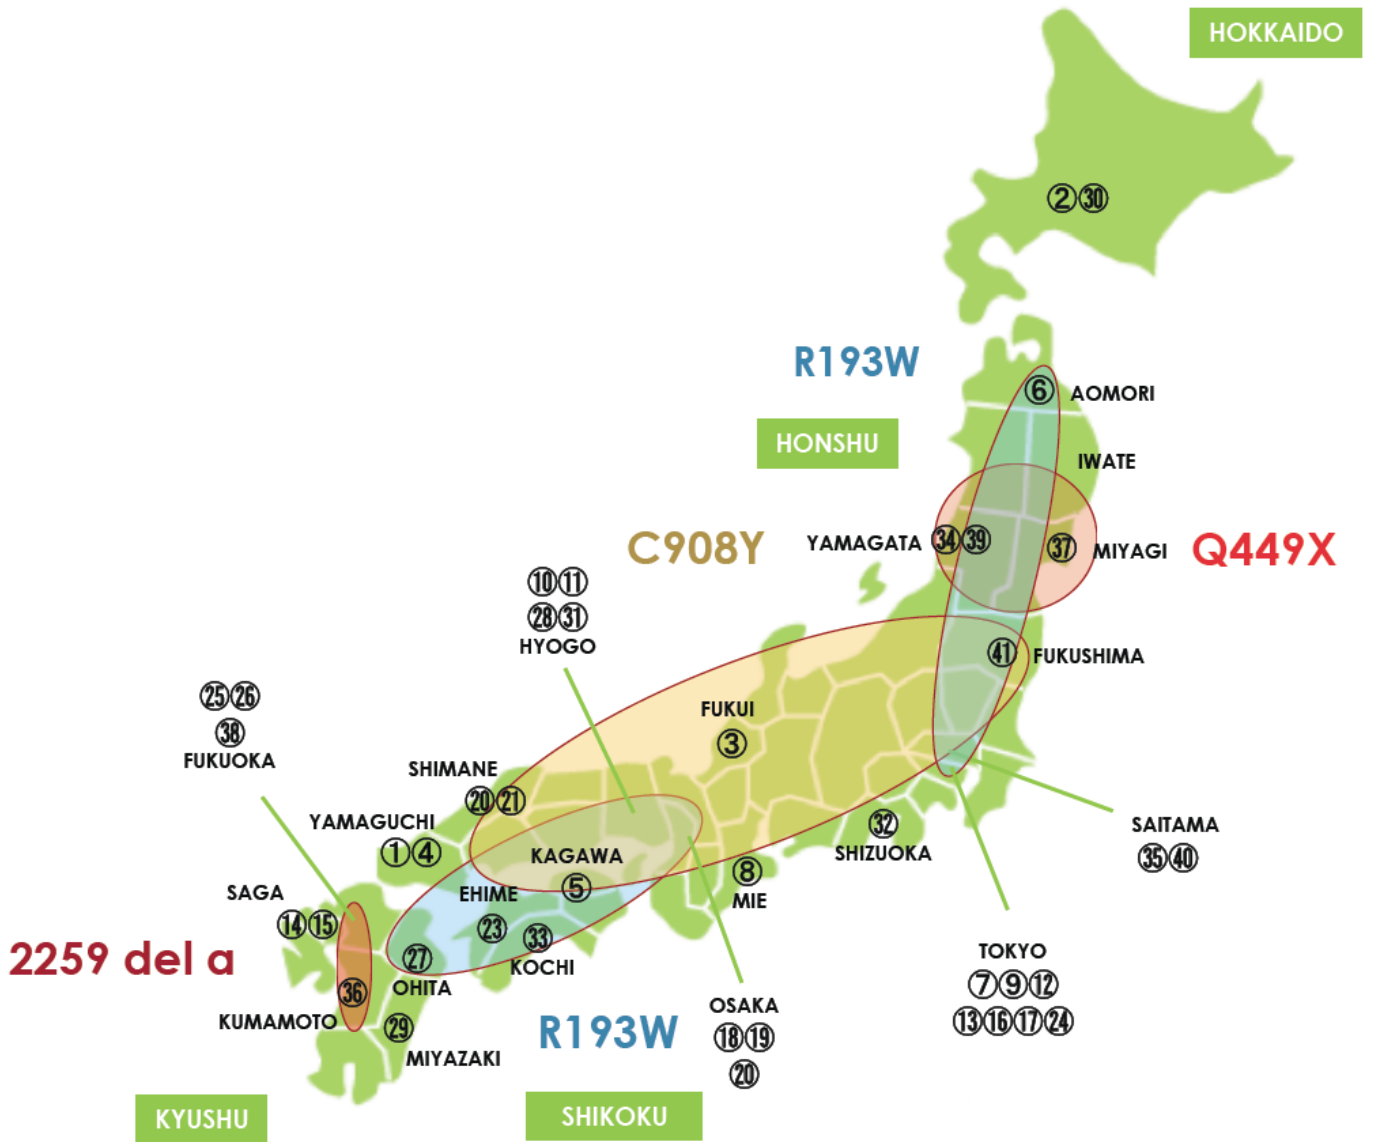 HOKKAIDO
②㉚
R193W
⑥ AOMORI
HONSHU
IWATE
C908Y
YAMAGATA ㉞㊴
㊲ MIYAGI
Q449X
⑩⑪
㉘㉛
HYOGO
㊶ FUKUSHIMA
㉕㉖
㊳
FUKUOKA
FUKUI
③
SHIMANE
⑳㉑
YAMAGUCHI
①④
㉜
SHIZUOKA
SAITAMA
㉟㊵
KAGAWA
⑤
⑧
MIE
SAGA
⑭⑮
EHIME
㉓
㉝
KOCHI
2259 del a
㉗
OHITA
TOKYO
⑦⑨⑫
⑬⑯⑰㉔
㊱
KUMAMOTO
㉙
MIYAZAKI
R193W
OSAKA
⑱⑲
⑳
KYUSHU
SHIKOKU